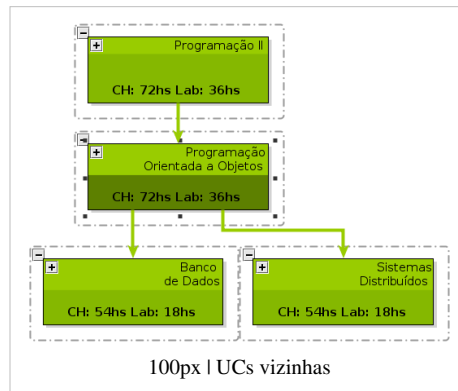 Programação II
CH: 72hs Lab: 36hs
Programação
Orientada a Objetos
CH: 72hs Lab: 36hs
Banco
de Dados
CH: 54hs Lab: 18hs
Sistemas
Distribuídos
CH: 54hs Lab: 18hs
100px | UCs vizinhas